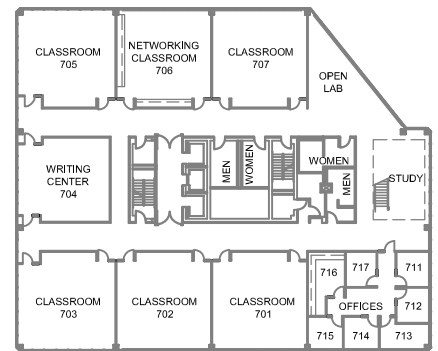 CLASSROOM
705
NETWORKING
CLASSROOM
706
CLASSROOM
707
OPEN
LAB
WRITING
CENTER
704
MEN
WOMEN
WOMEN
MEN
STUDY
CLASSROOM
703
CLASSROOM
702
CLASSROOM
701
716
717
711
712
OFFICES
715
714
713